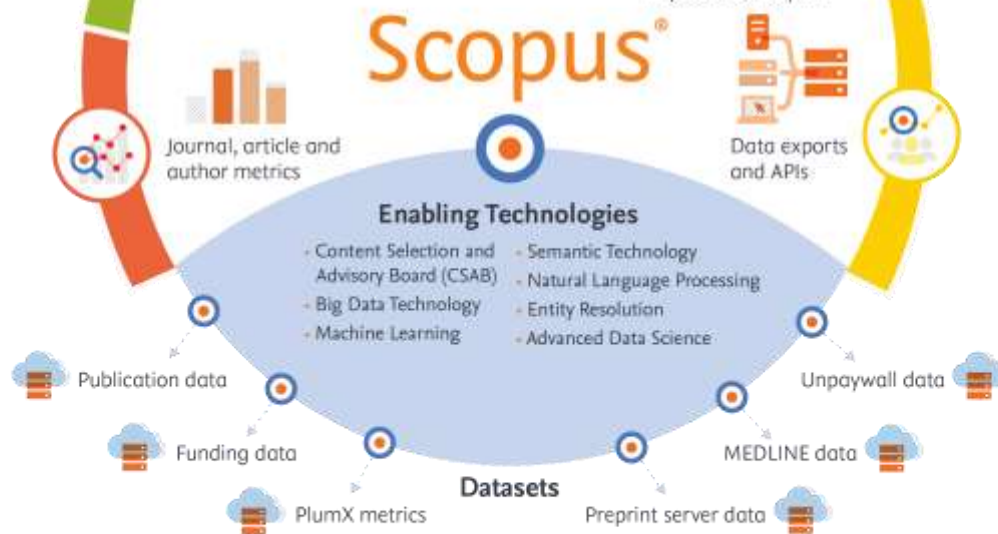 Scopus®
Journal, article and
author metrics
Data exports
and APIs
Enabling Technologies
Content Selection and
Advisory Board (CSAB)
Big Data Technology
Machine Learning
Semantic Technology
Natural Language Processing
Entity Resolution
Advanced Data Science
Publication data
Unpaywall data
Funding data
MEDLINE data
Datasets
PlumX metrics
Preprint server data